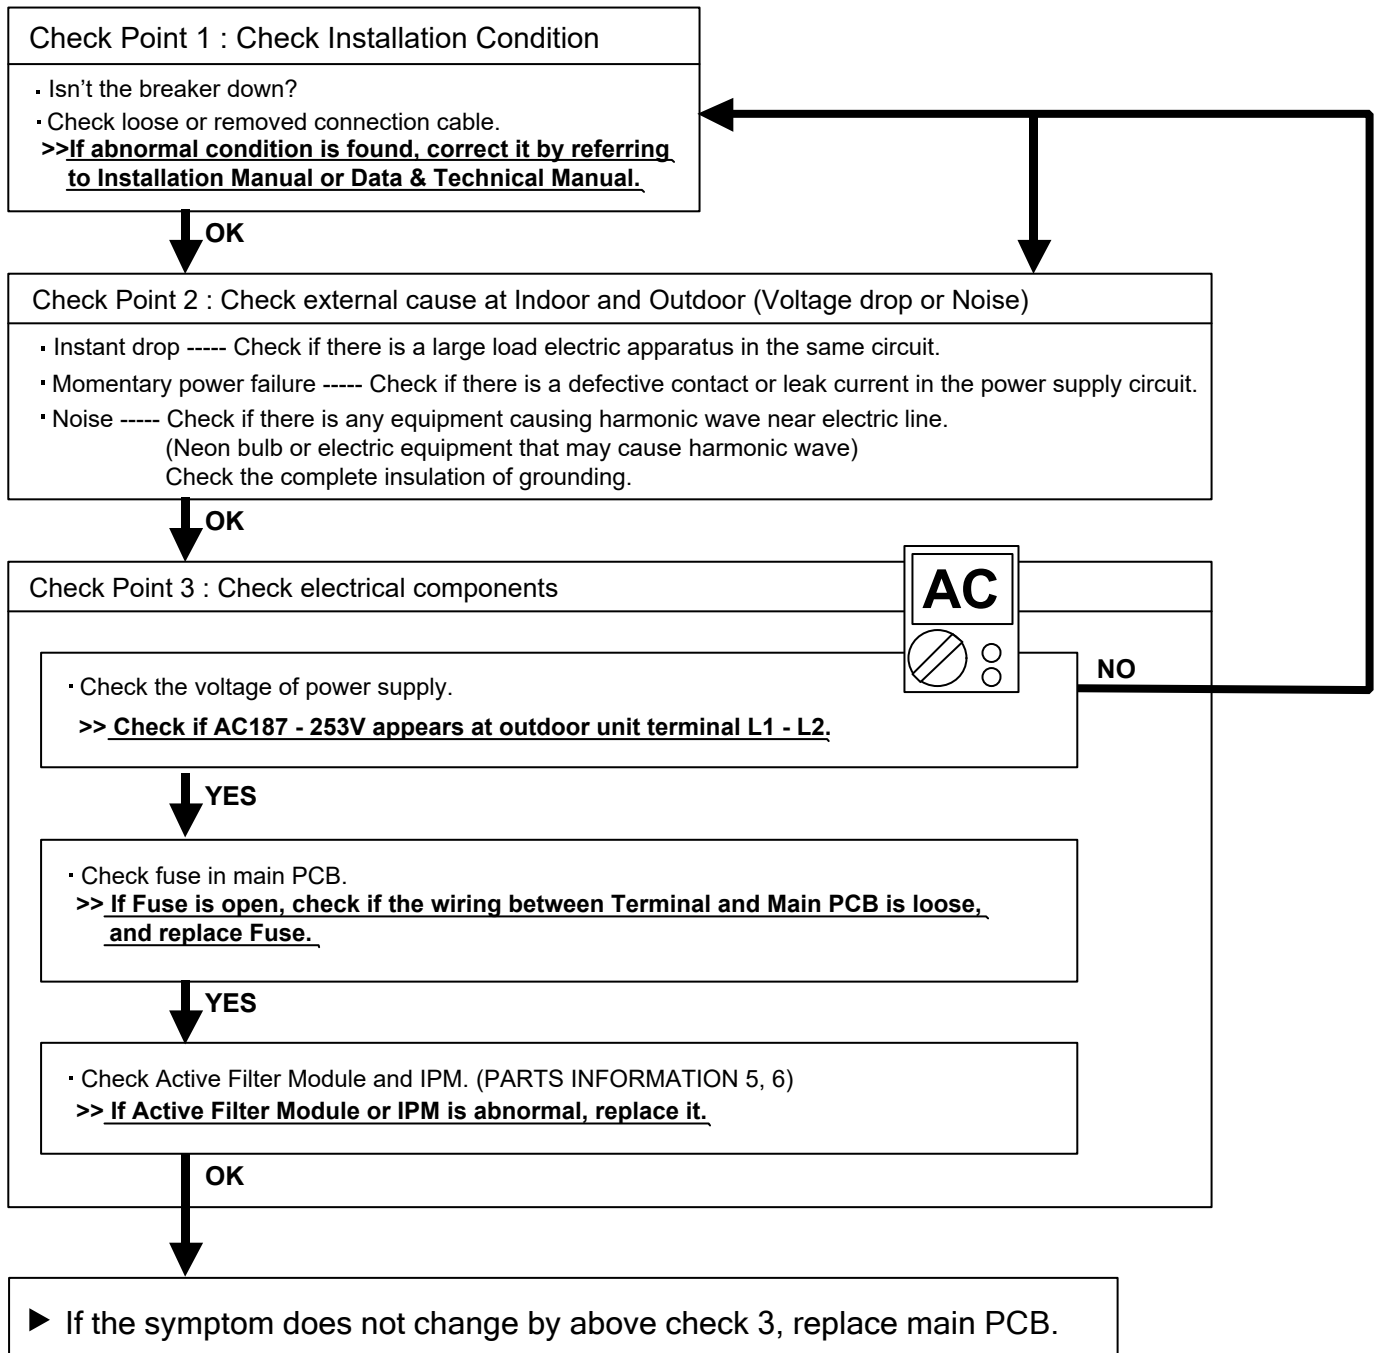 Check Point 1 : Check Installation Condition
· Isn’t the breaker down?
· Check loose or removed connection cable.
>>If abnormal condition is found, correct it by referring
to Installation Manual or Data & Technical Manual.
OK
Check Point 2 : Check external cause at Indoor and Outdoor (Voltage drop or Noise)
· Instant drop ----- Check if there is a large load electric apparatus in the same circuit.
· Momentary power failure ----- Check if there is a defective contact or leak current in the power supply circuit.
· Noise ----- Check if there is any equipment causing harmonic wave near electric line.
(Neon bulb or electric equipment that may cause harmonic wave)
Check the complete insulation of grounding.
OK
Check Point 3 : Check electrical components
AC
· Check the voltage of power supply.
>> Check if AC187 - 253V appears at outdoor unit terminal L1 - L2.
NO
YES
· Check fuse in main PCB.
>> If Fuse is open, check if the wiring between Terminal and Main PCB is loose,
and replace Fuse.
YES
· Check Active Filter Module and IPM. (PARTS INFORMATION 5, 6)
>> If Active Filter Module or IPM is abnormal, replace it.
OK
▶ If the symptom does not change by above check 3, replace main PCB.